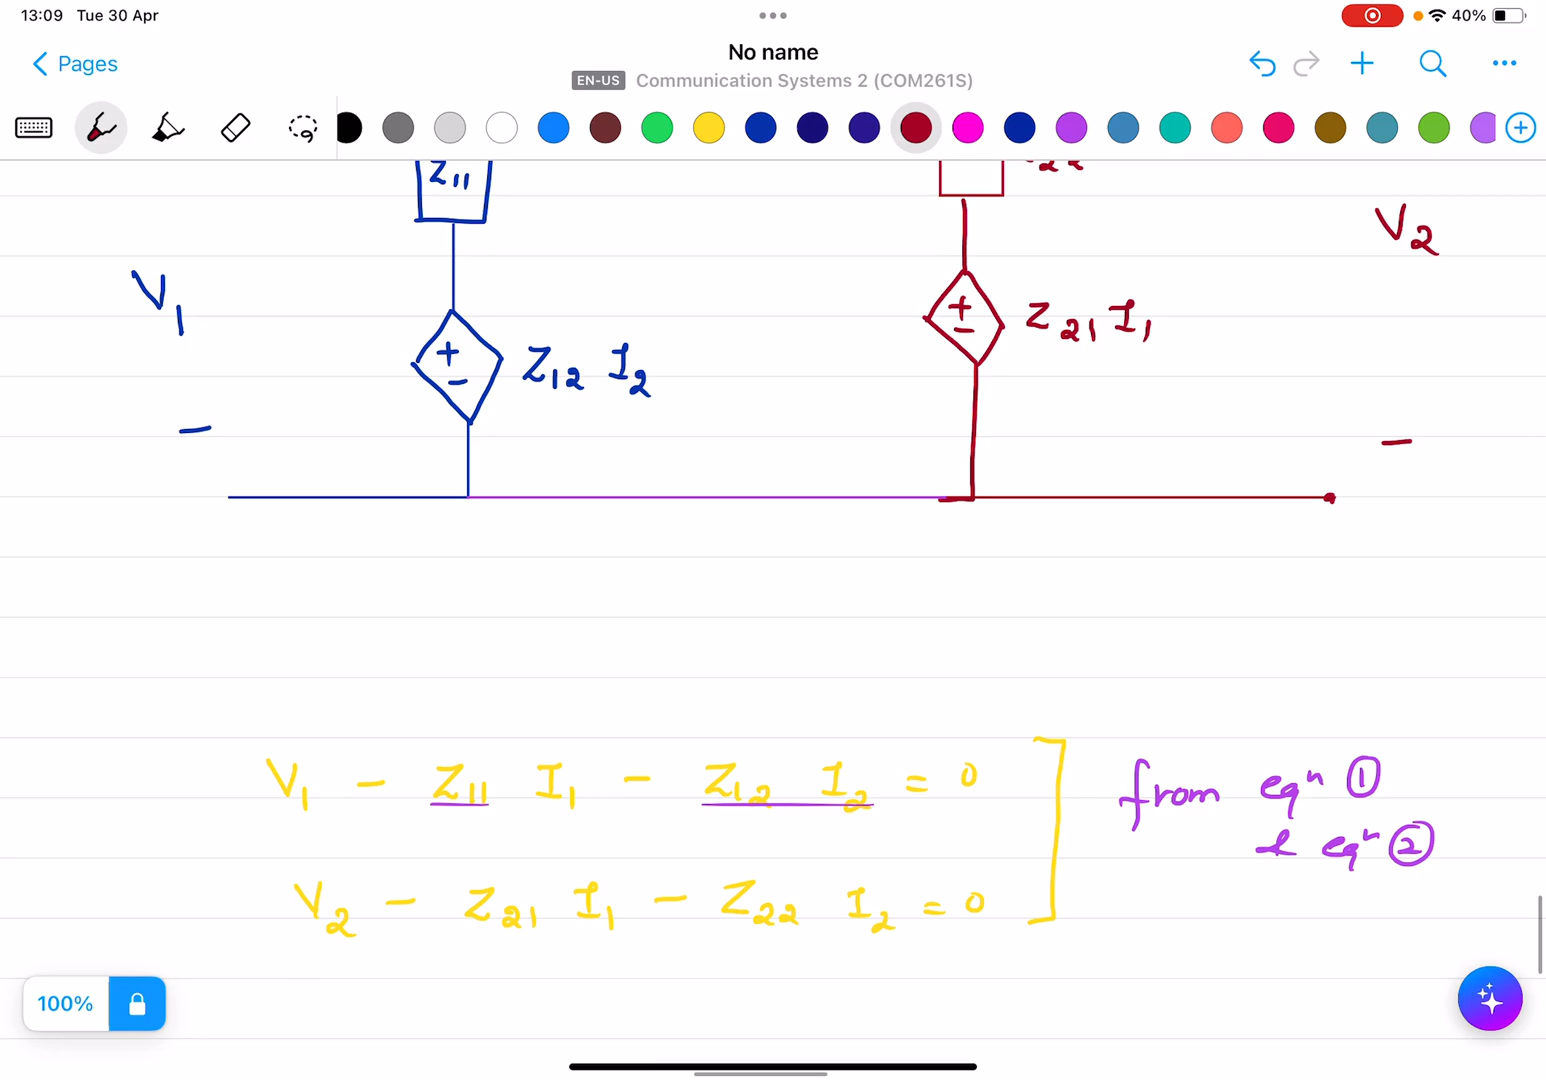 13:09 Tue 30 Apr
40%
Pages
No name
EN-US Communication Systems 2 (COM261S)
Z11
V2
V1
+
-
Z12 I2
+
-
Z21 I1
-
-
V1 - Z11 I1 - Z12 I2 = 0
from eqn ①
& eqn ②
V2 - Z21 I1 - Z22 I2 = 0
100%